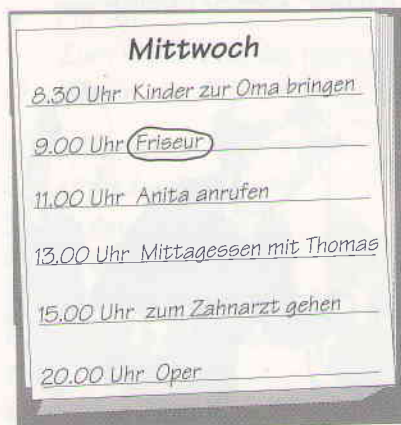 Mittwoch
8.30 Uhr Kinder zur Oma bringen
9.00 Uhr Friseur
11.00 Uhr Anita anrufen
13.00 Uhr Mittagessen mit Thomas
15.00 Uhr zum Zahnarzt gehen
20.00 Uhr Oper